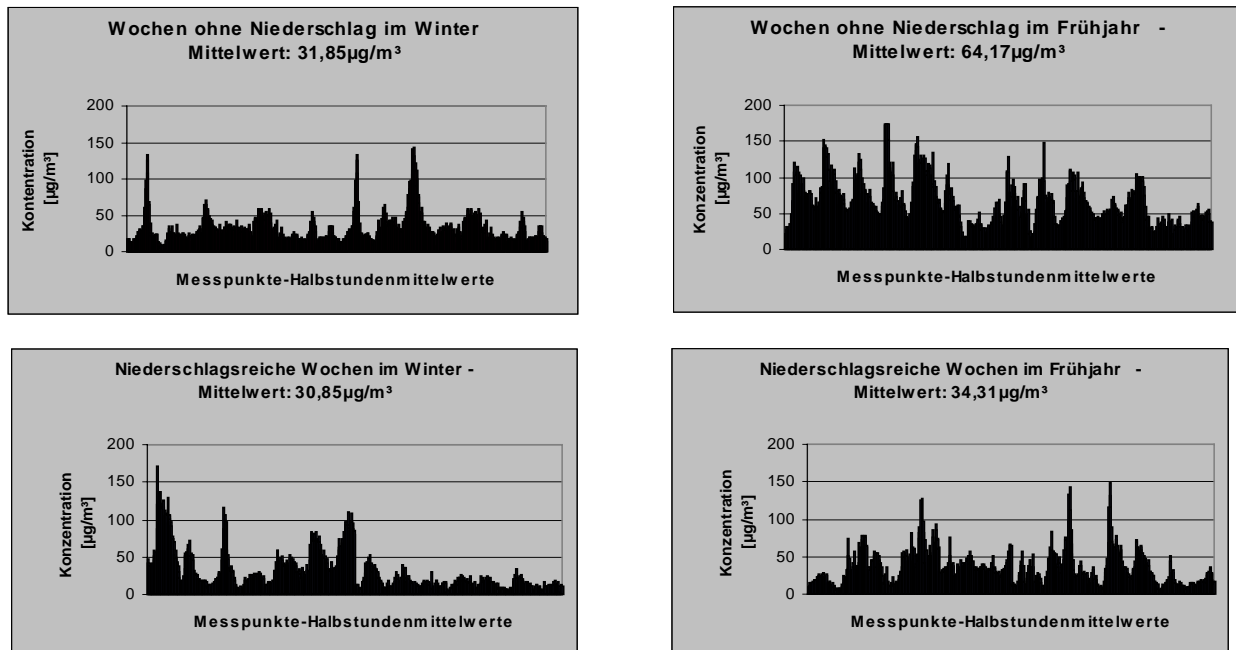 Wochen ohne Niederschlag im Winter
Mittelwert: 31,85µg/m³
Kontentration
[µg/m³]
200
150
100
50
0
Messpunkte-Halbstundenmittelwerte
Wochen ohne Niederschlag im Frühjahr -
Mittelwert: 64,17µg/m³
Konzentration
[µg/m³]
200
150
100
50
0
Messpunkte-Halbstundenmittelwerte
Niederschlagsreiche Wochen im Winter -
Mittelwert: 30,85µg/m³
Konzentration
[µg/m³]
200
150
100
50
0
Messpunkte-Halbstundenmittelwerte
Niederschlagsreiche Wochen im Frühjahr -
Mittelwert: 34,31µg/m³
Konzentration
[µg/m³]
200
150
100
50
0
Messpunkte-Halbstundenmittelwerte